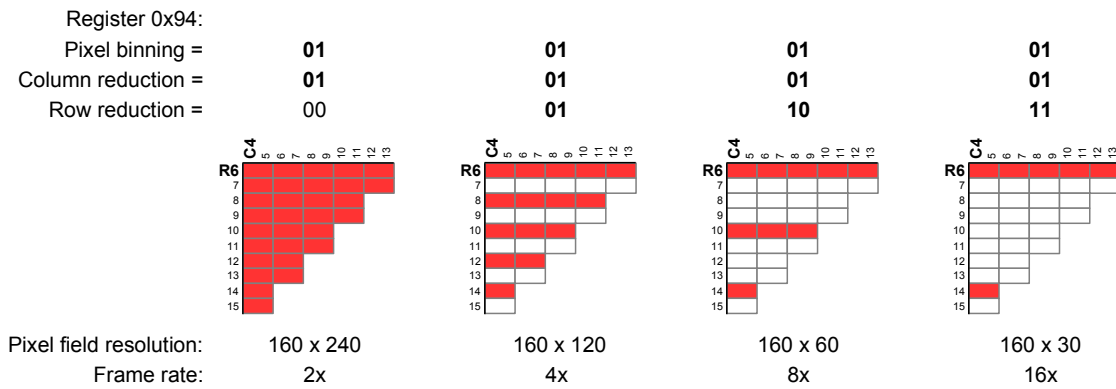 Register 0x94:
Pixel binning = 01 01 01 01
Column reduction = 01 01 01 01
Row reduction = 00 01 10 11
C4 5 6 7 8 9 10 11 12 13 C4 5 6 7 8 9 10 11 12 13 C4 5 6 7 8 9 10 11 12 13 C4 5 6 7 8 9 10 11 12 13
R6 R6 R6 R6
7 7 7 7
8 8 8 8
9 9 9 9
10 10 10 10
11 11 11 11
12 12 12 12
13 13 13 13
14 14 14 14
15 15 15 15
Pixel field resolution: 160 x 240 160 x 120 160 x 60 160 x 30
Frame rate: 2x 4x 8x 16x